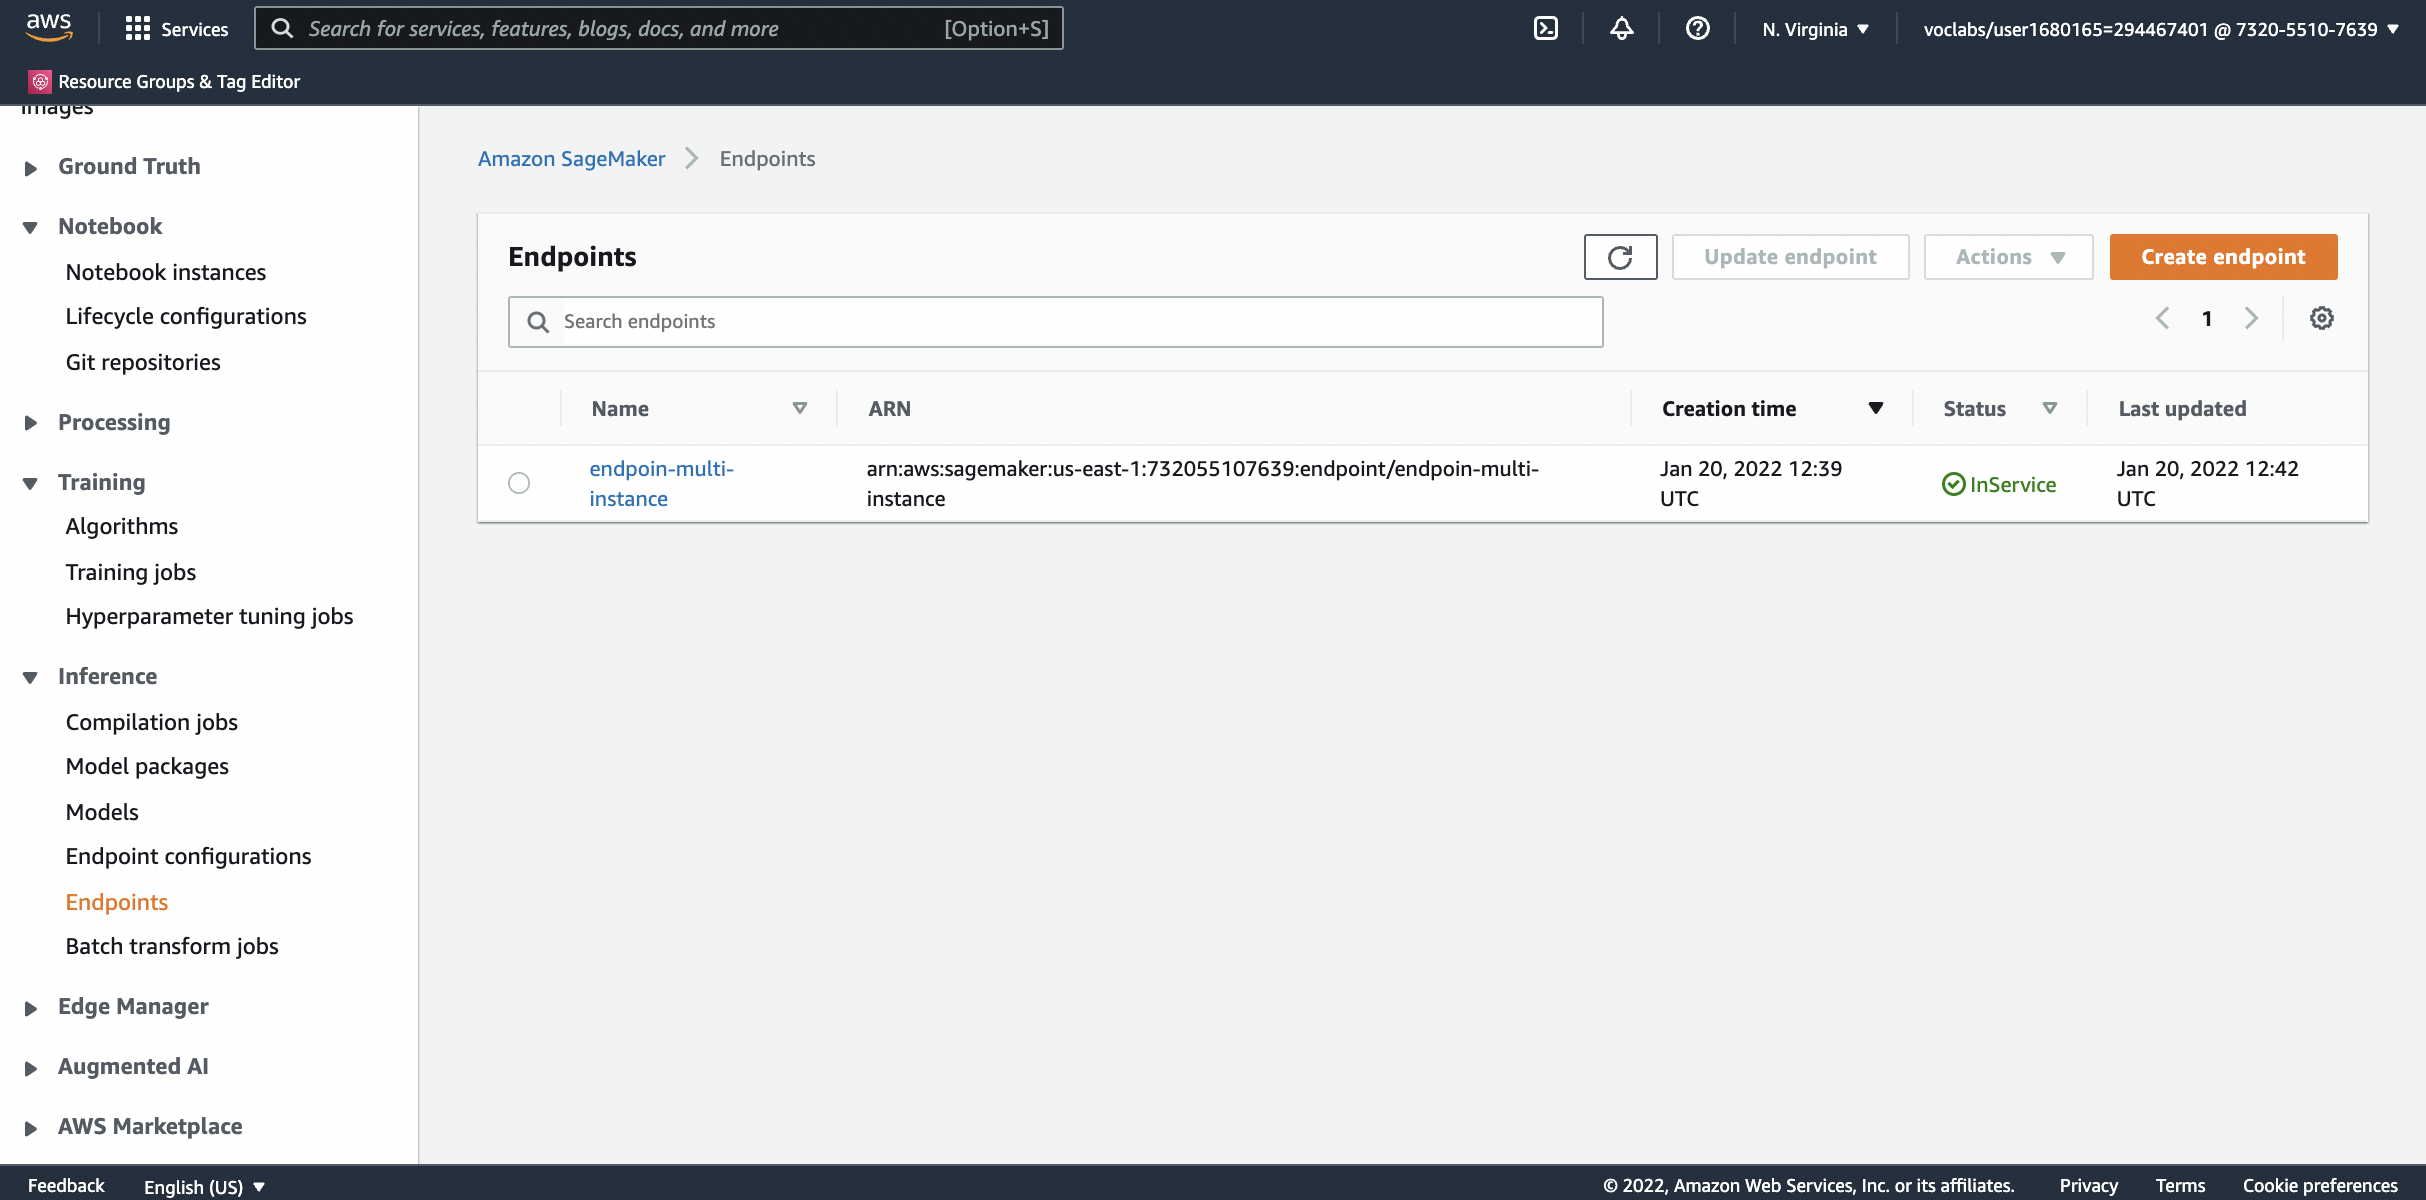 aws
Services
Search for services, features, blogs, docs, and more
[Option+S]
N. Virginia
voclabs/user1680165=294467401 @ 7320-5510-7639
Resource Groups & Tag Editor
Images
Ground Truth
Notebook
Notebook instances
Lifecycle configurations
Git repositories
Processing
Training
Algorithms
Training jobs
Hyperparameter tuning jobs
Inference
Compilation jobs
Model packages
Models
Endpoint configurations
Endpoints
Batch transform jobs
Edge Manager
Augmented AI
AWS Marketplace
Amazon SageMaker
Endpoints
Endpoints
Update endpoint
Actions
Create endpoint
Search endpoints
1
Name
ARN
Creation time
Status
Last updated
endpoin-multi-
instance
arn:aws:sagemaker:us-east-1:732055107639:endpoint/endpoin-multi-
instance
Jan 20, 2022 12:39
UTC
InService
Jan 20, 2022 12:42
UTC
Feedback
English (US)
© 2022, Amazon Web Services, Inc. or its affiliates.
Privacy
Terms
Cookie preferences